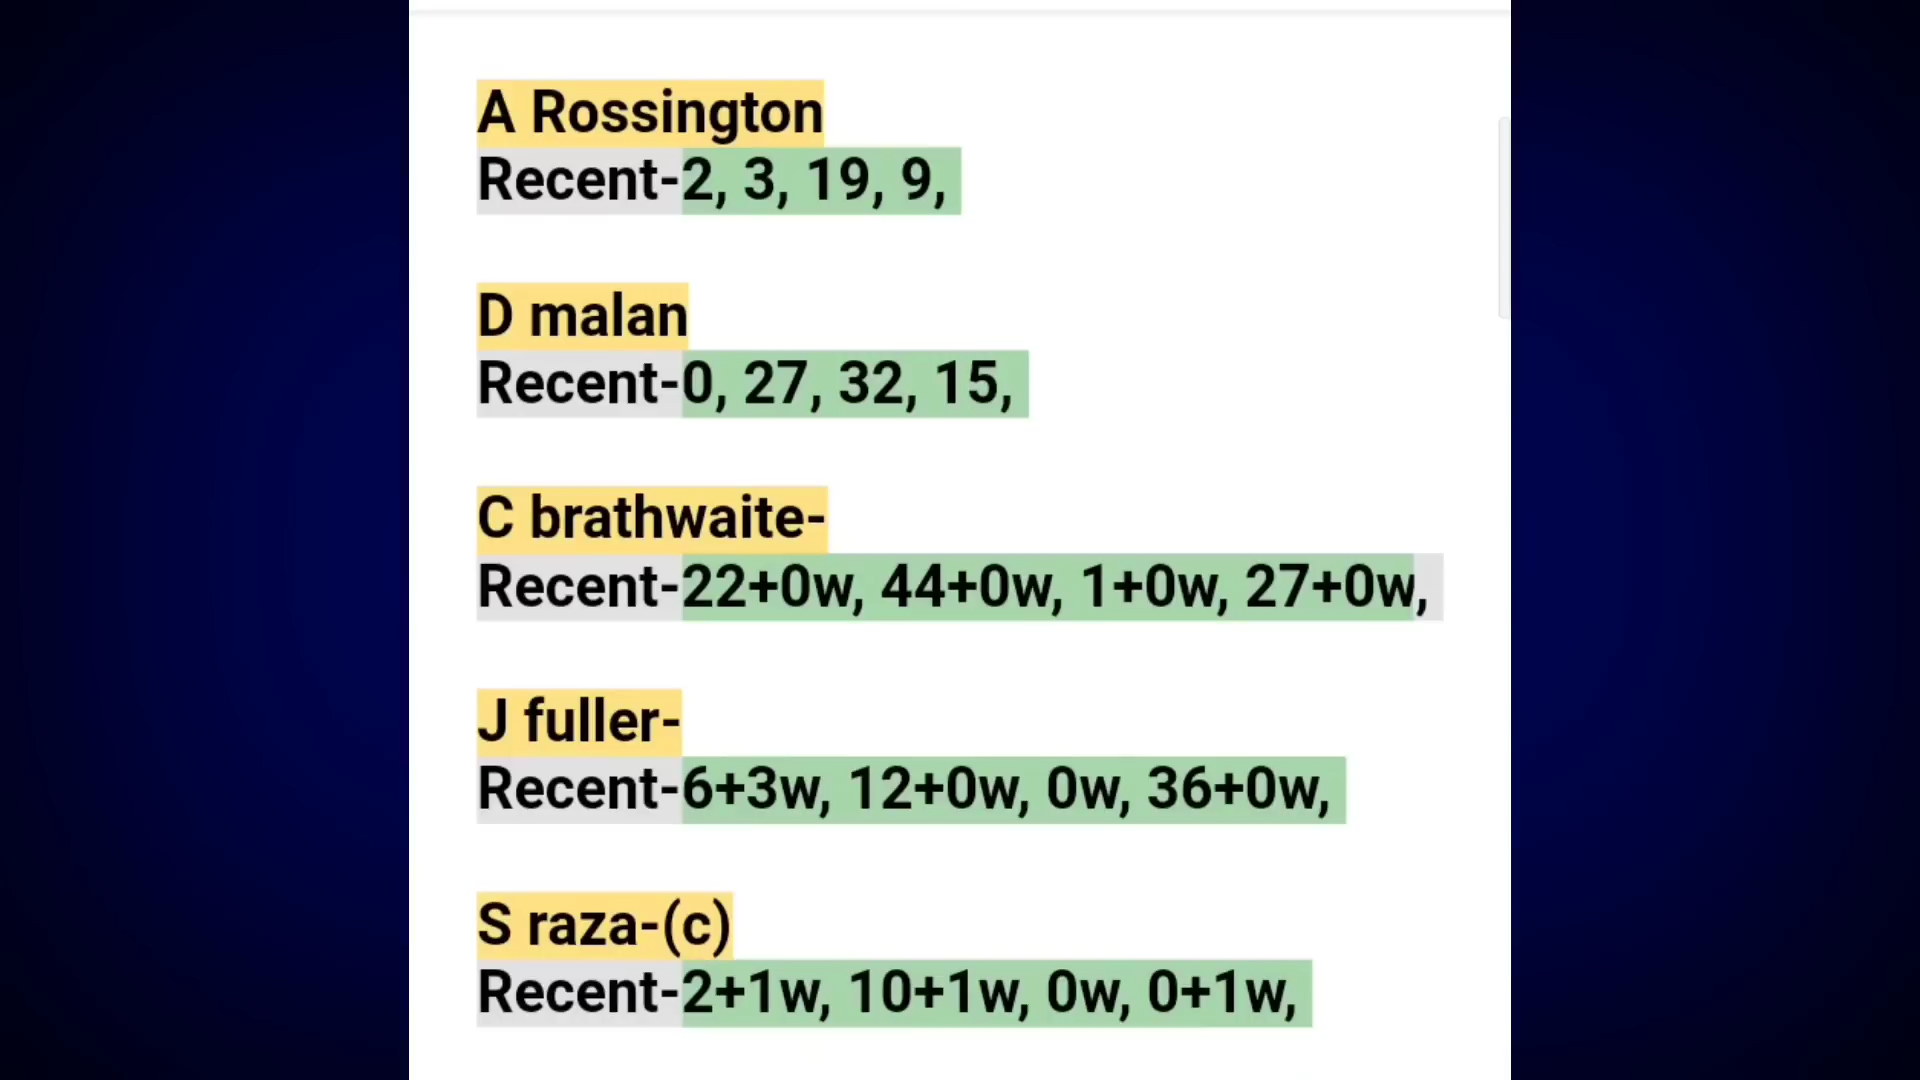 A Rossington
Recent-2, 3, 19, 9,
D malan
Recent-0, 27, 32, 15,
C brathwaite-
Recent-22+0w, 44+0w, 1+0w, 27+0w,
J fuller-
Recent-6+3w, 12+0w, 0w, 36+0w,
S raza-(c)
Recent-2+1w, 10+1w, 0w, 0+1w,